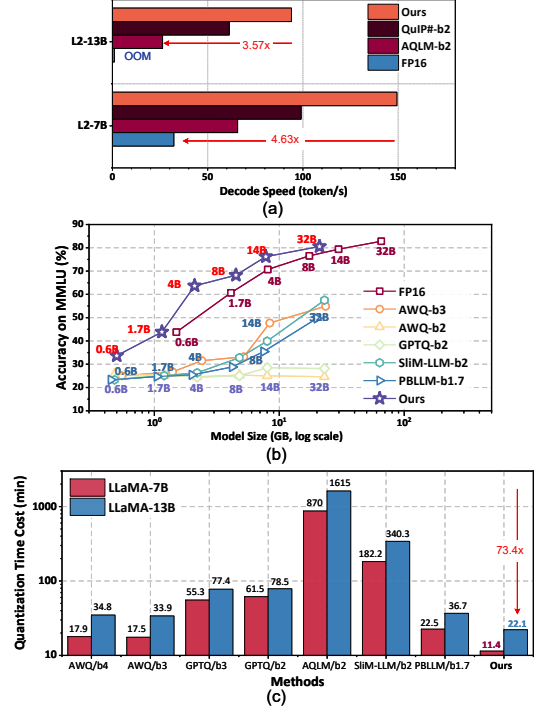 Ours
QuIP#-b2
AQLM-b2
FP16
L2-13B
3.57x
OOM
L2-7B
4.63x
0 50 100 150
Decode Speed (token/s)
(a)
Accuracy on MMLU (%)
90
80
70
60
50
40
30
20
10
32B
14B
8B
4B
1.7B
0.6B
32B
14B
8B
4B
1.7B
0.6B
FP16
AWQ-b3
AWQ-b2
GPTQ-b2
SliM-LLM-b2
PBLLM-b1.7
Ours
32B
14B
8B
4B
1.7B
0.6B
0.6B 1.7B 4B 8B 14B 32B
10⁰ 10¹ 10²
Model Size (GB, log scale)
(b)
Quantization Time Cost (min)
1000
100
10
LLaMA-7B
LLaMA-13B
17.9 34.8
17.5 33.9
55.3 77.4
61.5 78.5
870 1615
182.2 340.3
22.5 36.7
11.4 22.1
73.4x
AWQ/b4 AWQ/b3 GPTQ/b3 GPTQ/b2 AQLM/b2 SliM-LLM/b2 PBLLM/b1.7 Ours
Methods
(c)